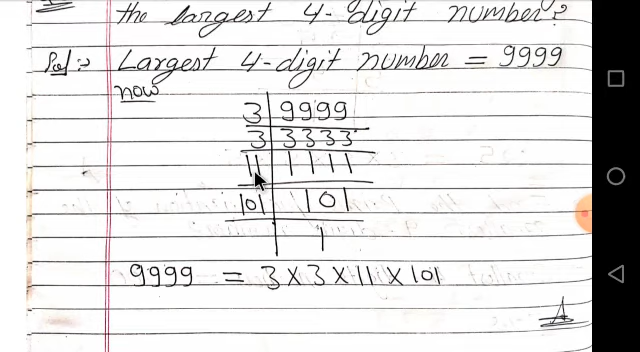 the largest 4-digit number?
Sol :- Largest 4-digit number = 9999
now
3 | 9999
3 | 3333
11 | 1111
101 | 101
| 1
9999 = 3 × 3 × 11 × 101
A